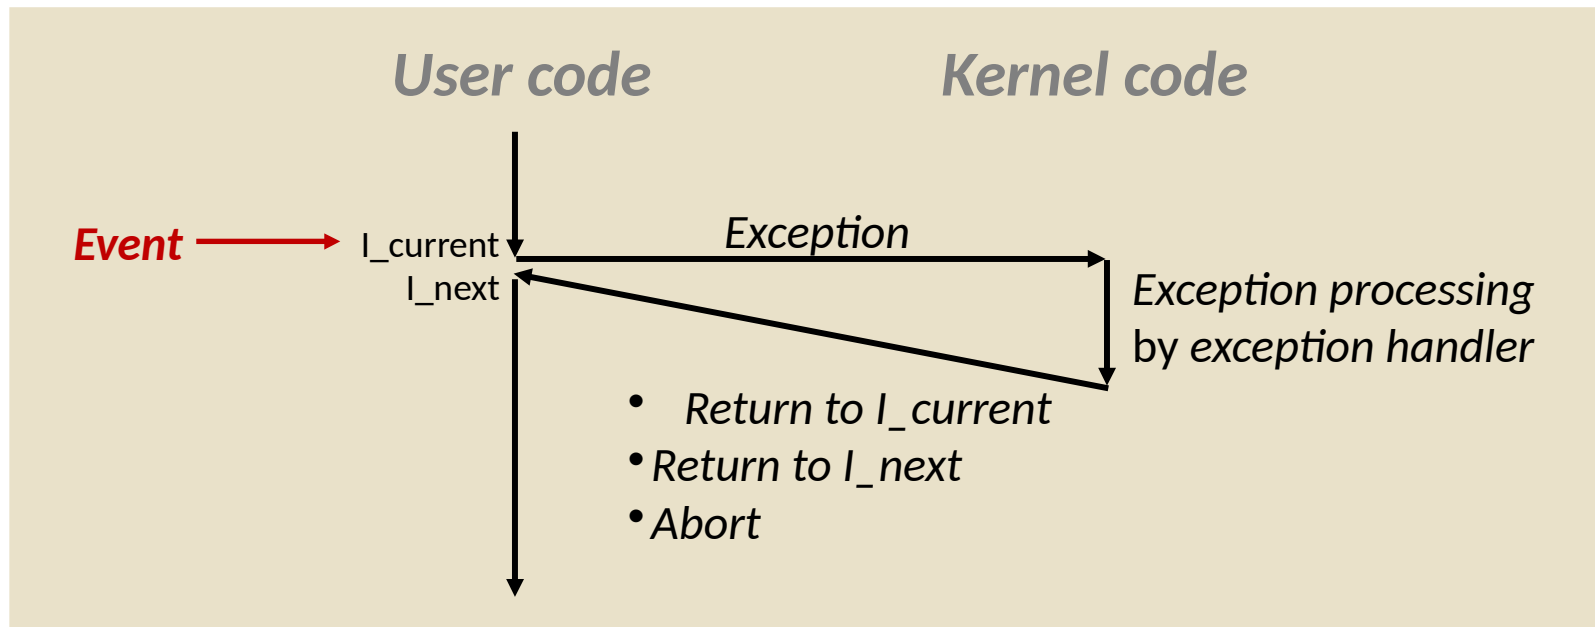 User code
Kernel code
Event
I_current
Exception
I_next
Exception processing
by exception handler
• Return to I_current
• Return to I_next
• Abort